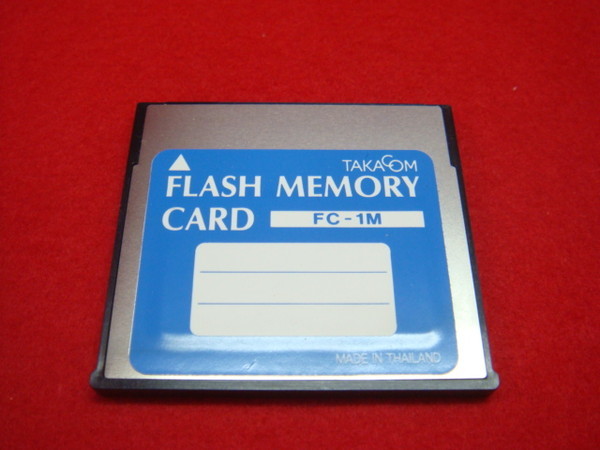 TAKACOM
FLASH MEMORY
CARD FC-1M
MADE IN THAILAND